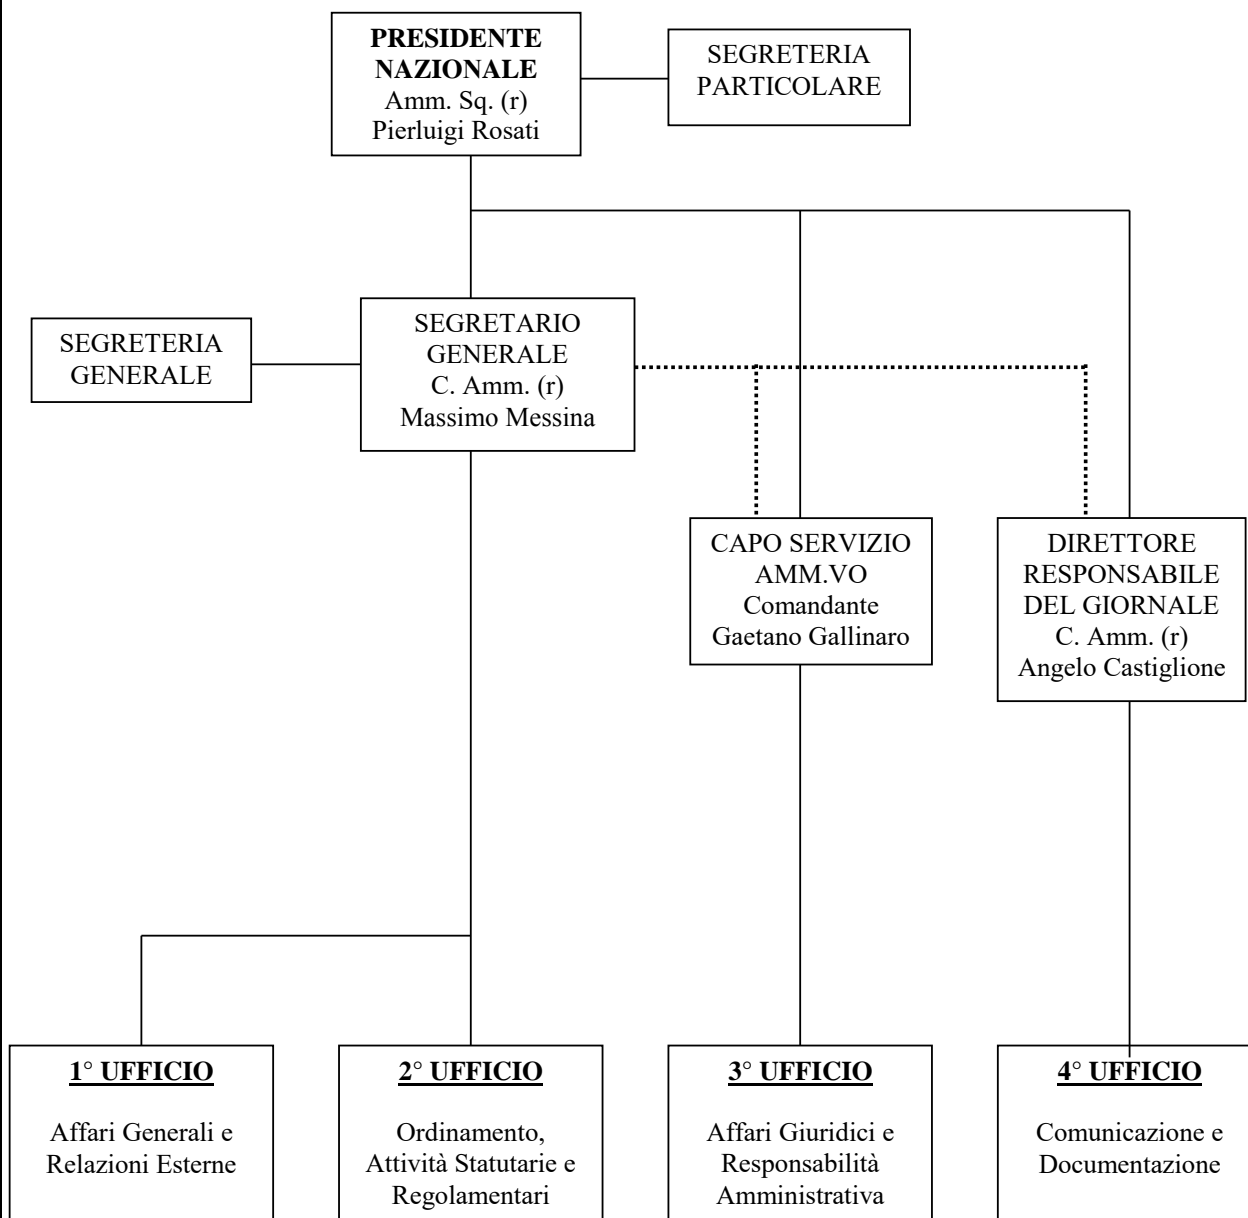 PRESIDENTE
NAZIONALE
Amm. Sq. (r)
Pierluigi Rosati
SEGRETERIA
PARTICOLARE
SEGRETERIA
GENERALE
SEGRETARIO
GENERALE
C. Amm. (r)
Massimo Messina
CAPO SERVIZIO
AMM.VO
Comandante
Gaetano Gallinaro
DIRETTORE
RESPONSABILE
DEL GIORNALE
C. Amm. (r)
Angelo Castiglione
1° UFFICIO
Affari Generali e
Relazioni Esterne
2° UFFICIO
Ordinamento,
Attività Statutarie e
Regolamentari
3° UFFICIO
Affari Giuridici e
Responsabilità
Amministrativa
4° UFFICIO
Comunicazione e
Documentazione